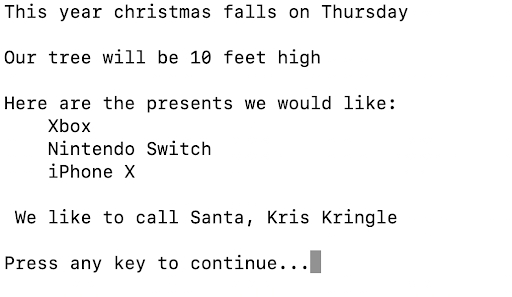 This year christmas falls on Thursday
Our tree will be 10 feet high
Here are the presents we would like:
Xbox
Nintendo Switch
iPhone X
We like to call Santa, Kris Kringle
Press any key to continue...